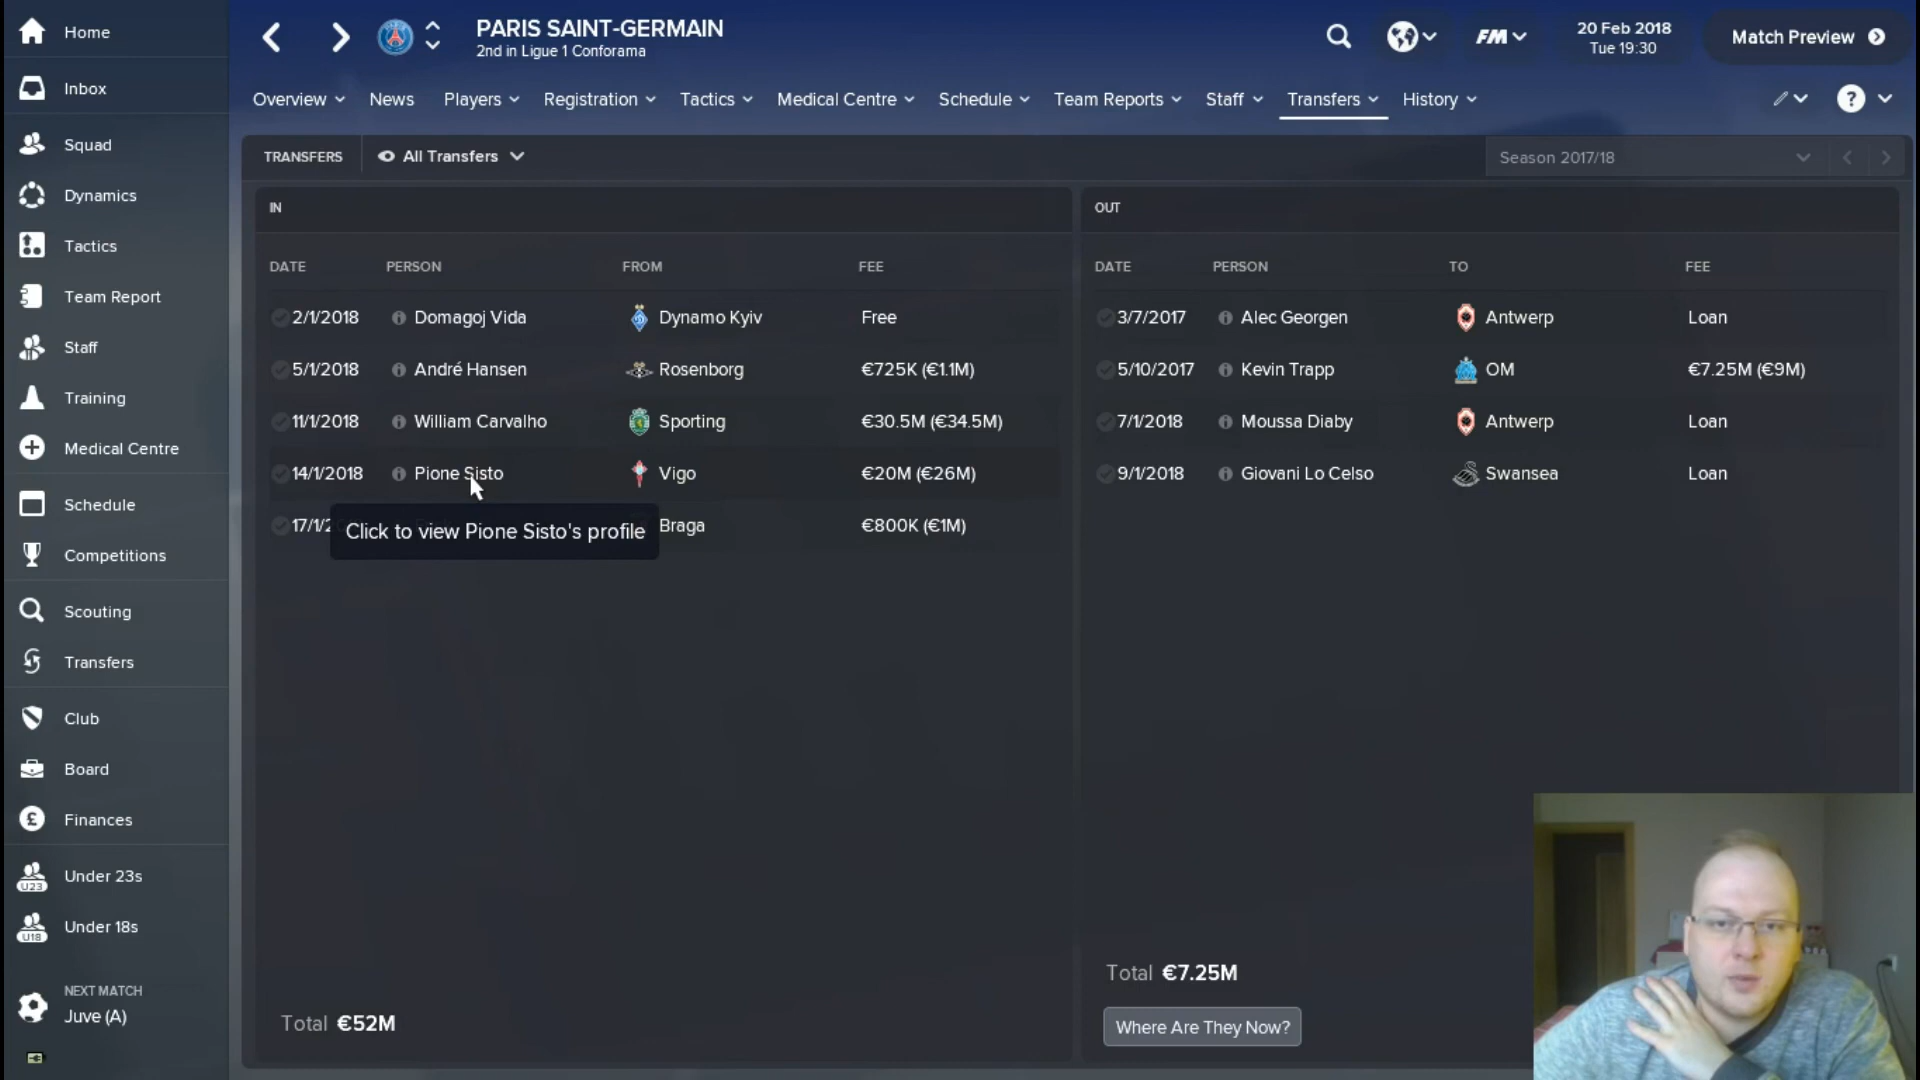 Home
Inbox
Squad
Dynamics
Tactics
Team Report
Staff
Training
Medical Centre
Schedule
Competitions
Scouting
Transfers
Club
Board
Finances
U23
Under 23s
U18
Under 18s
NEXT MATCH
Juve (A)
PARIS SAINT-GERMAIN
2nd in Ligue 1 Conforama
FM
20 Feb 2018
Tue 19:30
Match Preview
Overview News Players Registration Tactics Medical Centre Schedule Team Reports Staff Transfers History
?
TRANSFERS All Transfers
Season 2017/18
IN
DATE PERSON FROM FEE
2/1/2018 Domagoj Vida Dynamo Kyiv Free
5/1/2018 André Hansen Rosenborg €725K (€1.1M)
11/1/2018 William Carvalho Sporting €30.5M (€34.5M)
14/1/2018 Pione Sisto Vigo €20M (€26M)
17/1/2 Braga €800K (€1M)
Click to view Pione Sisto's profile
Total €52M
OUT
DATE PERSON TO FEE
3/7/2017 Alec Georgen Antwerp Loan
5/10/2017 Kevin Trapp OM €7.25M (€9M)
7/1/2018 Moussa Diaby Antwerp Loan
9/1/2018 Giovani Lo Celso Swansea Loan
Total €7.25M
Where Are They Now?